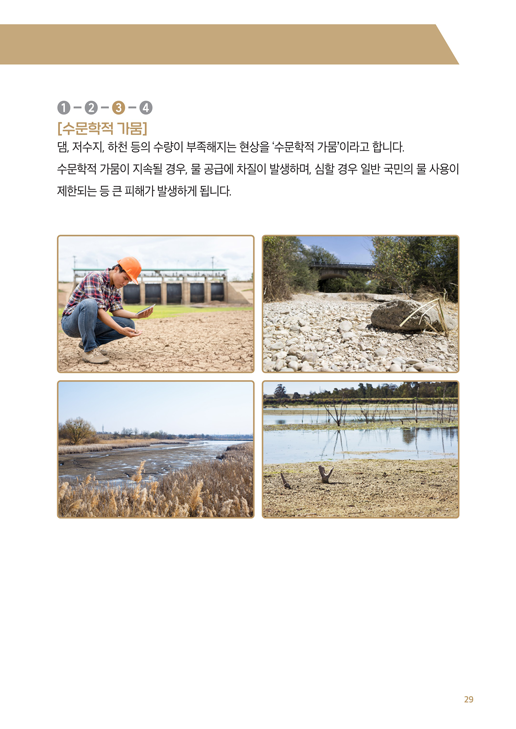 1 – 2 – 3 – 4
[수문학적 가뭄]
댐, 저수지, 하천 등의 수량이 부족해지는 현상을 '수문학적 가뭄'이라고 합니다.
수문학적 가뭄이 지속될 경우, 물 공급에 차질이 발생하며, 심할 경우 일반 국민의 물 사용이
제한되는 등 큰 피해가 발생하게 됩니다.
29